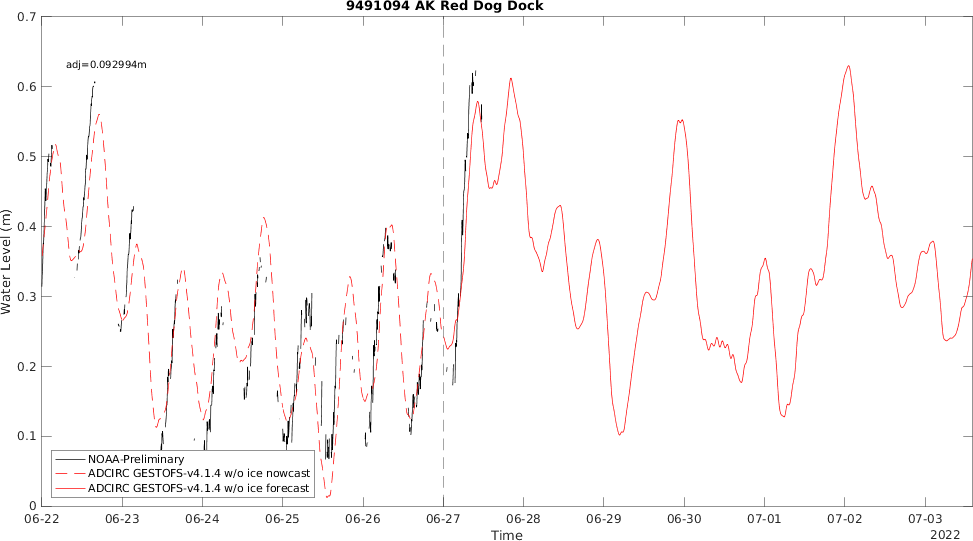 9491094 AK Red Dog Dock
adj=0.092994m
Water Level (m)
0.7
0.6
0.5
0.4
0.3
0.2
0.1
0
NOAA-Preliminary
ADCIRC GESTOFS-v4.1.4 w/o ice nowcast
ADCIRC GESTOFS-v4.1.4 w/o ice forecast
06-22 06-23 06-24 06-25 06-26 06-27 06-28 06-29 06-30 07-01 07-02 07-03
Time
2022